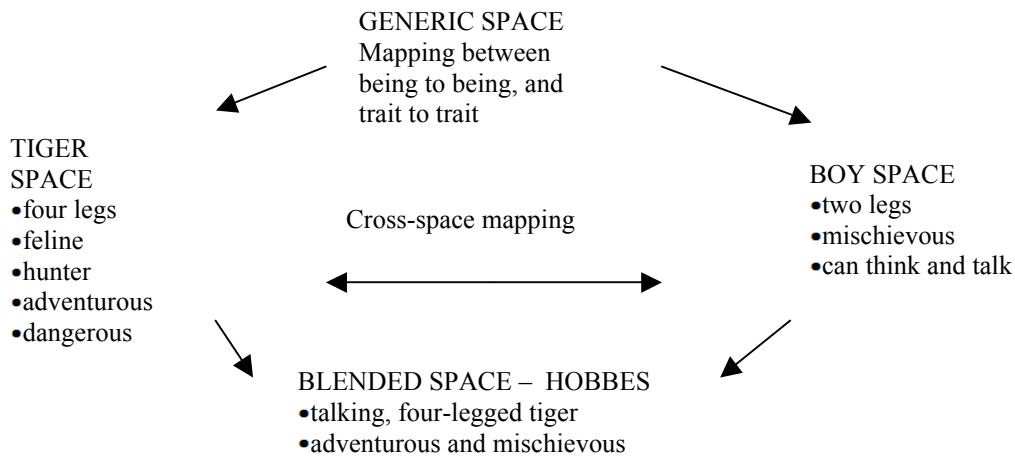 GENERIC SPACE
Mapping between
being to being, and
trait to trait
TIGER
SPACE
•four legs
•feline
•hunter
•adventurous
•dangerous
Cross-space mapping
BOY SPACE
•two legs
•mischievous
•can think and talk
BLENDED SPACE – HOBBES
•talking, four-legged tiger
•adventurous and mischievous